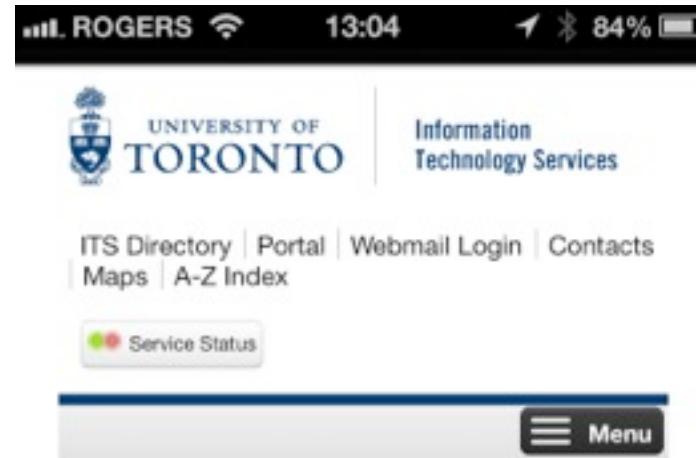 ROGERS 13:04 84%
UNIVERSITY OF
TORONTO
Information
Technology Services
ITS Directory Portal Webmail Login Contacts
Maps A-Z Index
Service Status
Menu